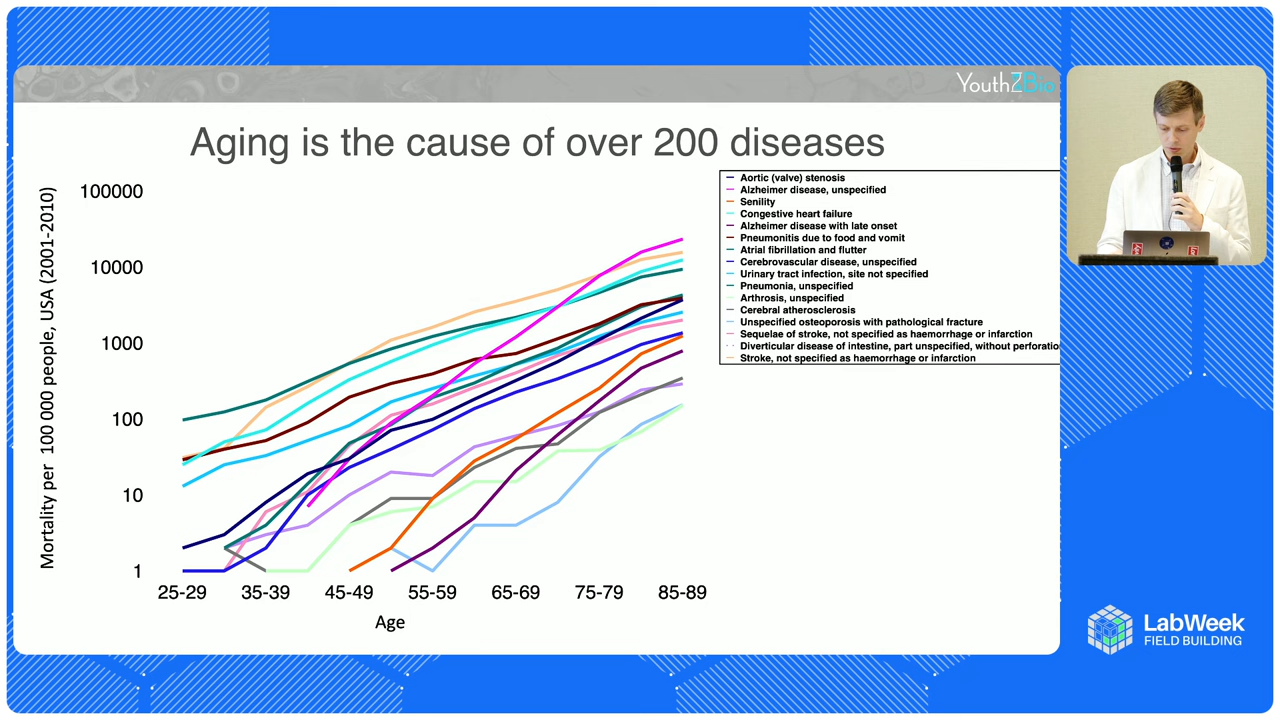 YouthZBio
Aging is the cause of over 200 diseases
Mortality per 100 000 people, USA (2001-2010)
100000
10000
1000
100
10
1
25-29
35-39
45-49
55-59
65-69
75-79
85-89
Age
Aortic (valve) stenosis
Alzheimer disease, unspecified
Senility
Congestive heart failure
Alzheimer disease with late onset
Pneumonitis due to food and vomit
Atrial fibrillation and flutter
Cerebrovascular disease, unspecified
Urinary tract infection, site not specified
Pneumonia, unspecified
Arthrosis, unspecified
Cerebral atherosclerosis
Unspecified osteoporosis with pathological fracture
Sequelae of stroke, not specified as haemorrhage or infarction
Diverticular disease of intestine, part unspecified, without perforatio
Stroke, not specified as haemorrhage or infarction
LabWeek
FIELD BUILDING